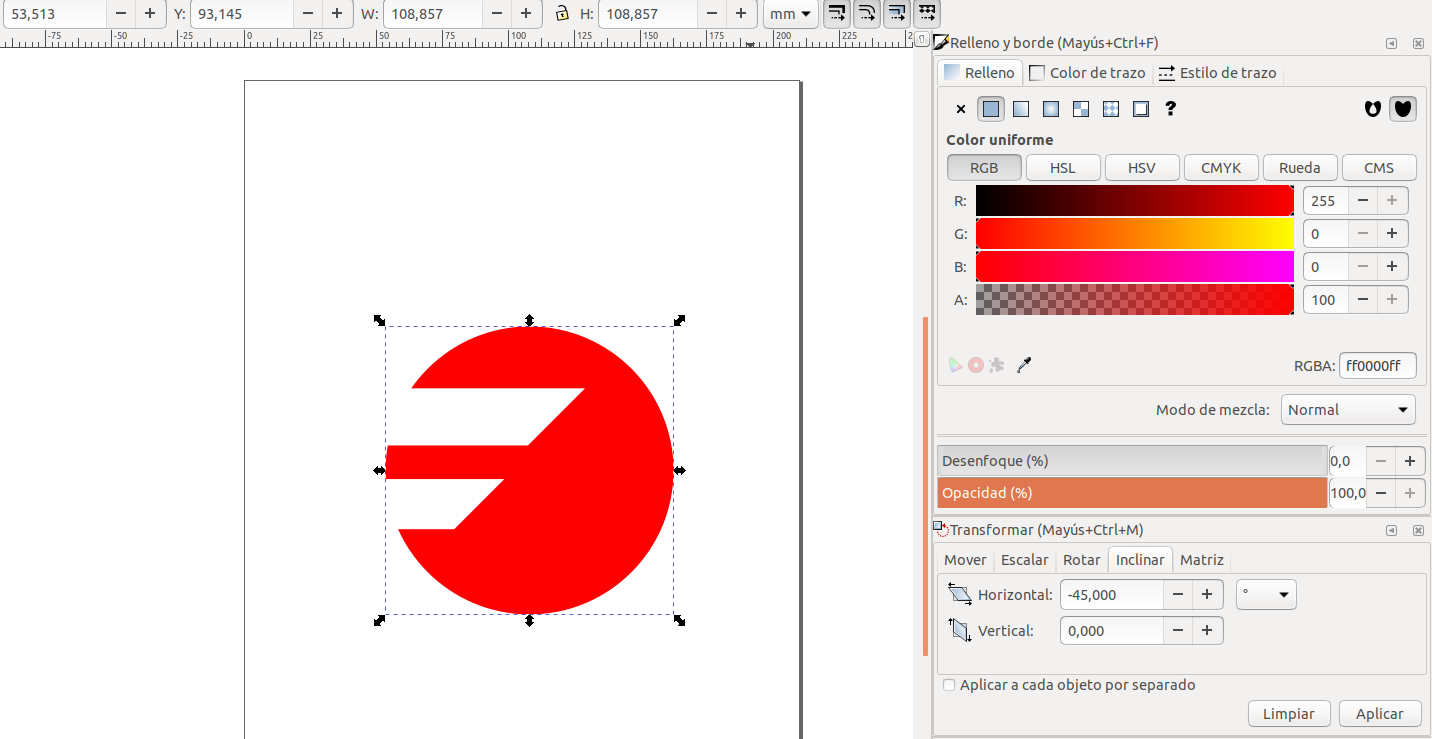 53,513 Y: 93,145 W: 108,857 H: 108,857 mm
-75 -50 -25 0 25 50 75 100 125 150 175 200 225
Relleno y borde (Mayús+Ctrl+F)
Relleno Color de trazo Estilo de trazo
?
Color uniforme
RGB HSL HSV CMYK Rueda CMS
R: 255
G: 0
B: 0
A: 100
RGBA: ff0000ff
Modo de mezcla: Normal
Desenfoque (%) 0,0
Opacidad (%) 100,0
Transformar (Mayús+Ctrl+M)
Mover Escalar Rotar Inclinar Matriz
Horizontal: -45,000 °
Vertical: 0,000
Aplicar a cada objeto por separado
Limpiar Aplicar